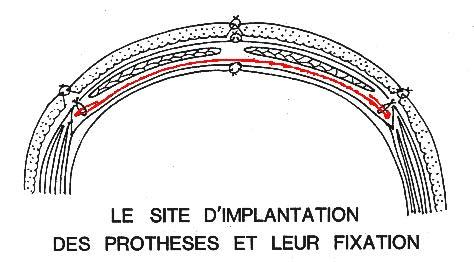 LE SITE D'IMPLANTATION
DES PROTHESES ET LEUR FIXATION